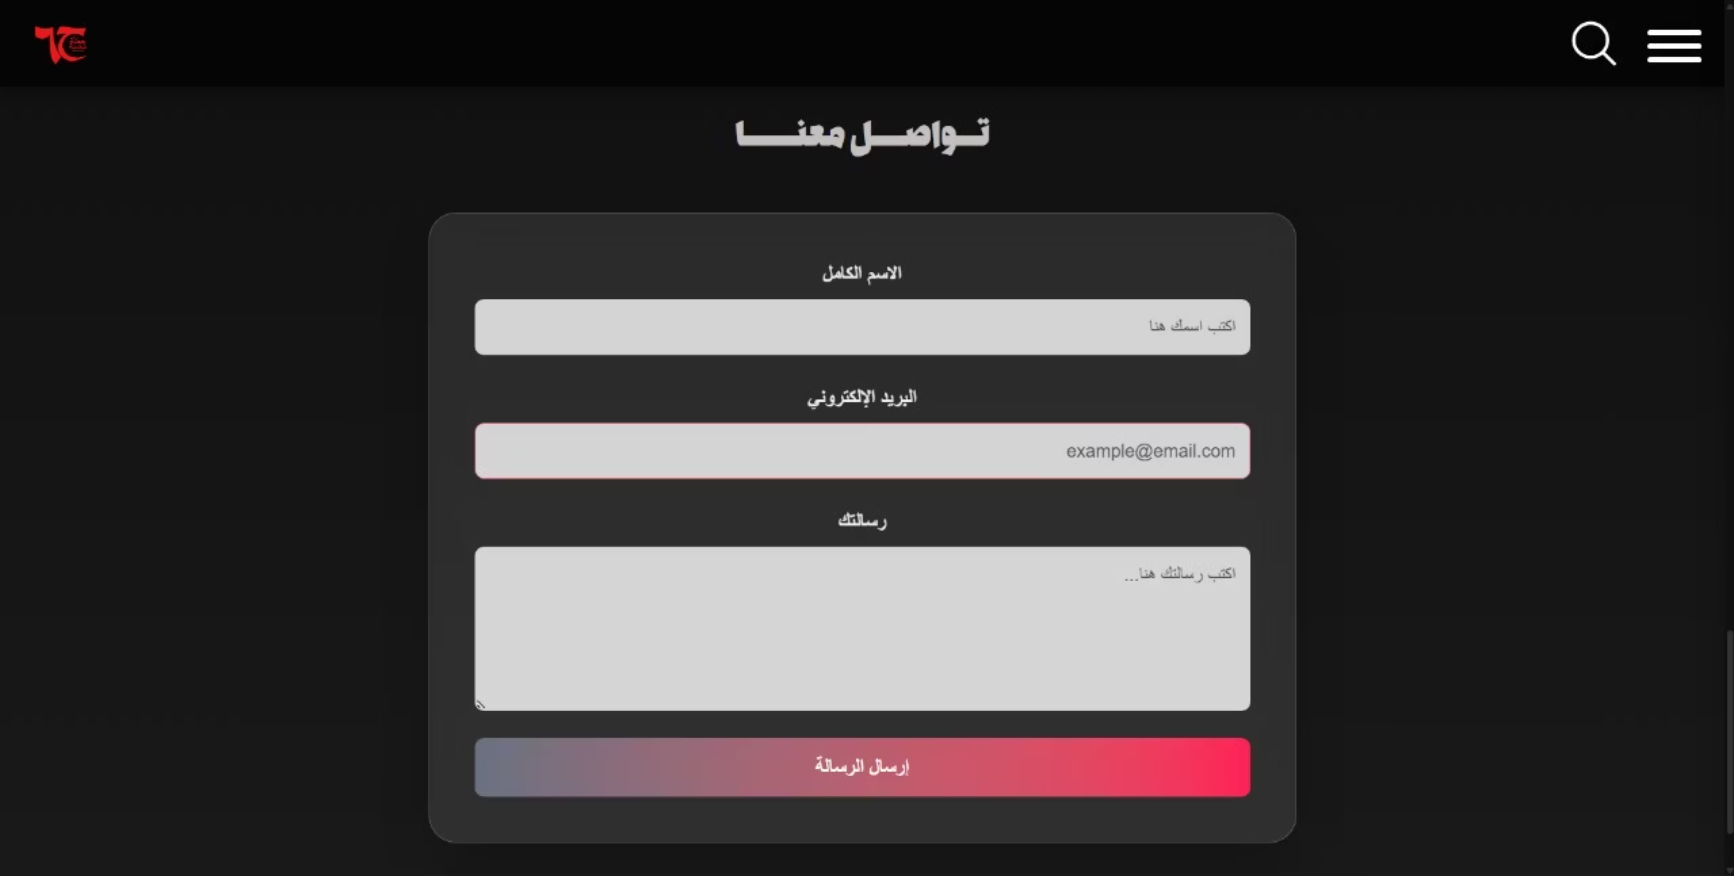 تواصل معنا
الاسم الكامل
اكتب اسمك هنا
البريد الإلكتروني
example@email.com
رسالتك
اكتب رسالتك هنا...
إرسال الرسالة